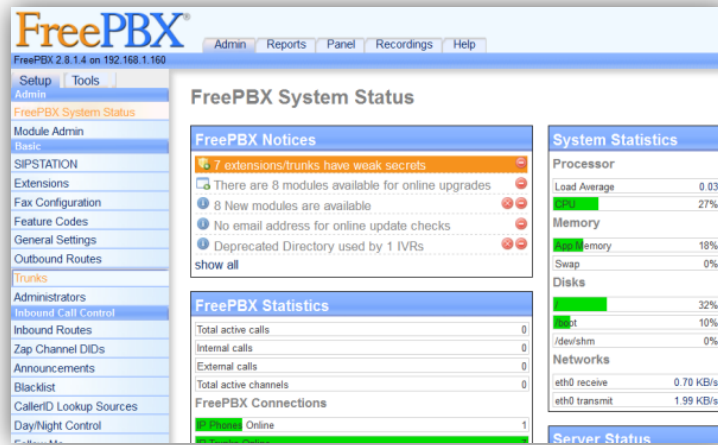 FreePBX®
FreePBX 2.8.1.4 on 192.168.1.160
Admin Reports Panel Recordings Help
Setup Tools
Admin
FreePBX System Status
Module Admin
Basic
SIPSTATION
Extensions
Fax Configuration
Feature Codes
General Settings
Outbound Routes
Trunks
Administrators
Inbound Call Control
Inbound Routes
Zap Channel DIDs
Announcements
Blacklist
CallerID Lookup Sources
Day/Night Control
Follow Me
FreePBX System Status
FreePBX Notices
7 extensions/trunks have weak secrets
There are 8 modules available for online upgrades
8 New modules are available
No email address for online update checks
Deprecated Directory used by 1 IVRs
show all
FreePBX Statistics
Total active calls 0
Internal calls 0
External calls 0
Total active channels 0
FreePBX Connections
IP Phones Online 1
IP Trunks Online
System Statistics
Processor
Load Average 0.03
CPU 27%
Memory
App Memory 18%
Swap 0%
Disks
/ 32%
/boot 10%
/dev/shm 0%
Networks
eth0 receive 0.70 KB/s
eth0 transmit 1.99 KB/s
Server Status